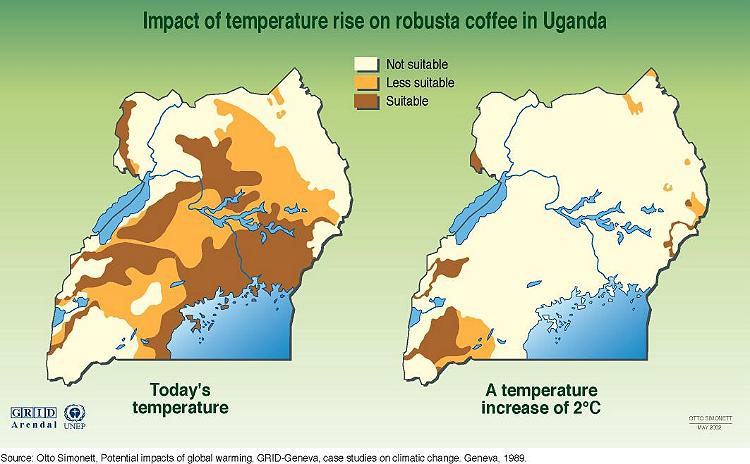 Impact of temperature rise on robusta coffee in Uganda
Not suitable
Less suitable
Suitable
Today's
temperature
A temperature
increase of 2°C
GRID
Arendal
UNEP
OTTO SIMONETT
MAY 2002
Source: Otto Simonett, Potential impacts of global warming, GRID-Geneva, case studies on climatic change. Geneva, 1989.